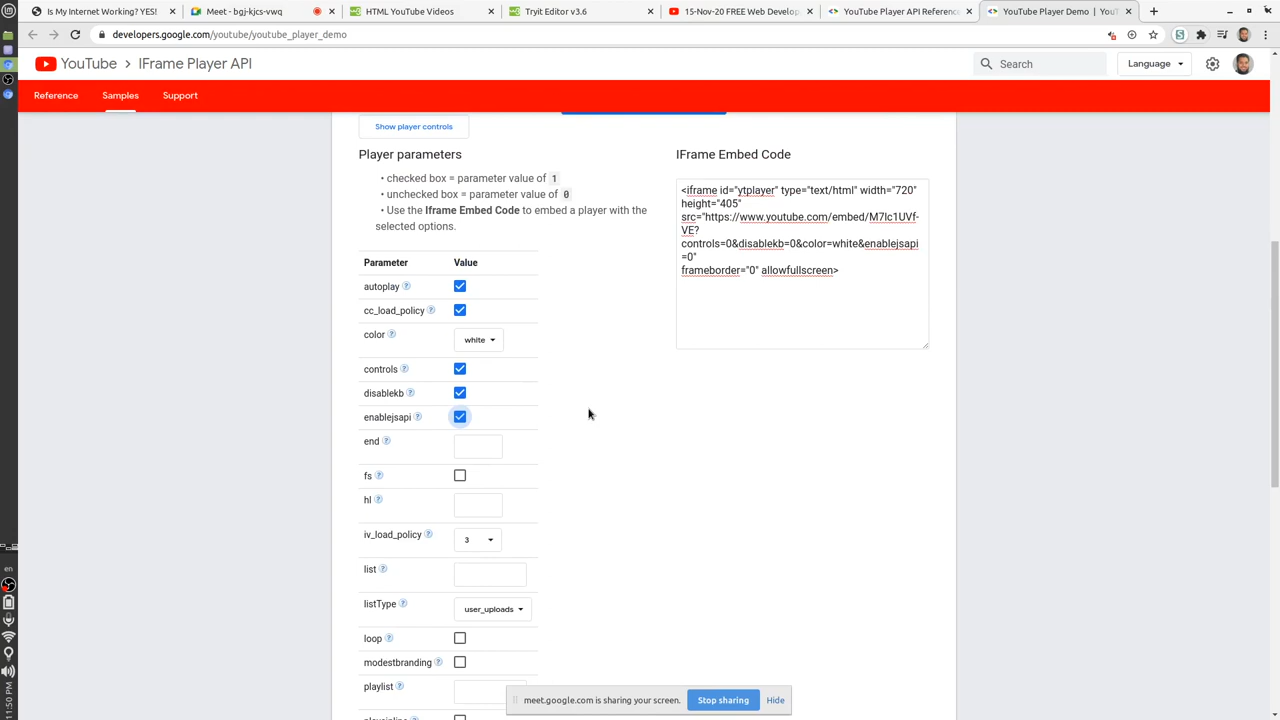 Is My Internet Working? YES!
Meet - bgj-kjcs-vwq
HTML YouTube Videos
Tryit Editor v3.6
15-Nov-20 FREE Web Develop
YouTube Player API Reference
YouTube Player Demo | You
developers.google.com/youtube/youtube_player_demo
YouTube
IFrame Player API
Search
Language
Reference
Samples
Support
Show player controls
Player parameters
• checked box = parameter value of 1
• unchecked box = parameter value of 0
• Use the Iframe Embed Code to embed a player with the
selected options.
Parameter Value
autoplay
cc_load_policy
color white
controls
disablekb
enablejsapi
end
fs
hl
iv_load_policy 3
list
listType user_uploads
loop
modestbranding
playlist
IFrame Embed Code
<iframe id="ytplayer" type="text/html" width="720"
height="405"
src="https://www.youtube.com/embed/M7lc1UVf-
VE?
controls=0&disablekb=0&color=white&enablejsapi
=0"
frameborder="0" allowfullscreen>
meet.google.com is sharing your screen.
Stop sharing
Hide
en
11:50 PM